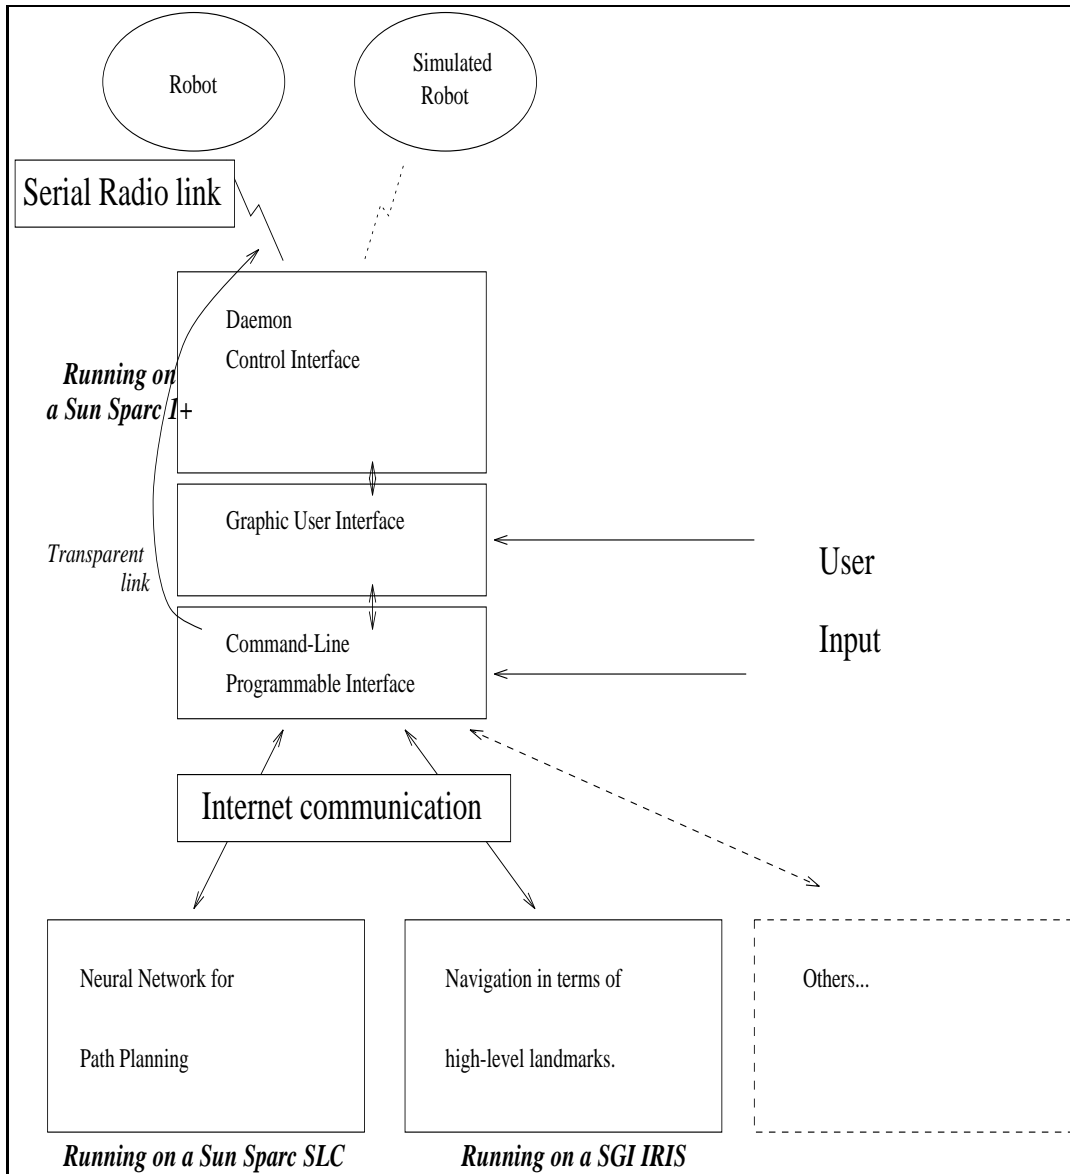 Robot
Simulated
Robot
Serial Radio link
Daemon
Control Interface
Running on
a Sun Sparc 1+
Graphic User Interface
Transparent
link
User
Input
Command-Line
Programmable Interface
Internet communication
Neural Network for
Path Planning
Navigation in terms of
high-level landmarks.
Others...
Running on a Sun Sparc SLC
Running on a SGI IRIS